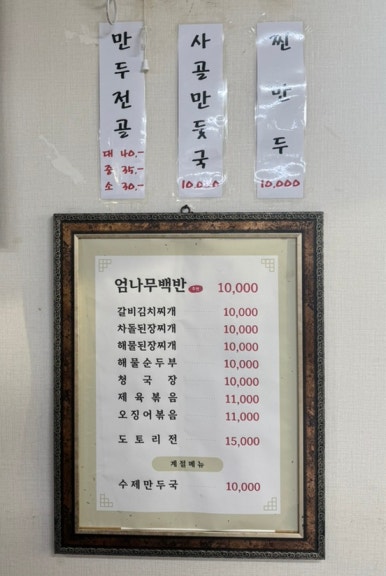 만두전골
대 40.-
중 35.-
소 30.-
사골만둣국
10.000
찐만두
10,000
엄나무백반 10,000
갈비김치찌개 10,000
차돌된장찌개 10,000
해물된장찌개 10,000
해물순두부 10,000
청국장 10,000
제육볶음 11,000
오징어볶음 11,000
도토리전 15,000
계절메뉴
수제만두국 10,000